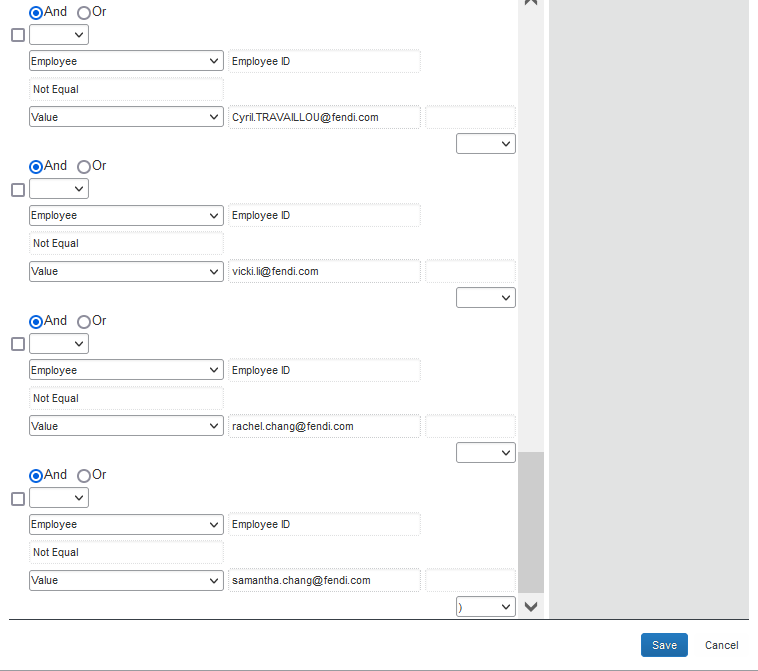 And Or
Employee Employee ID
Not Equal
Value Cyril.TRAVAILLOU@fendi.com
And Or
Employee Employee ID
Not Equal
Value vicki.li@fendi.com
And Or
Employee Employee ID
Not Equal
Value rachel.chang@fendi.com
And Or
Employee Employee ID
Not Equal
Value samantha.chang@fendi.com
)
Save Cancel